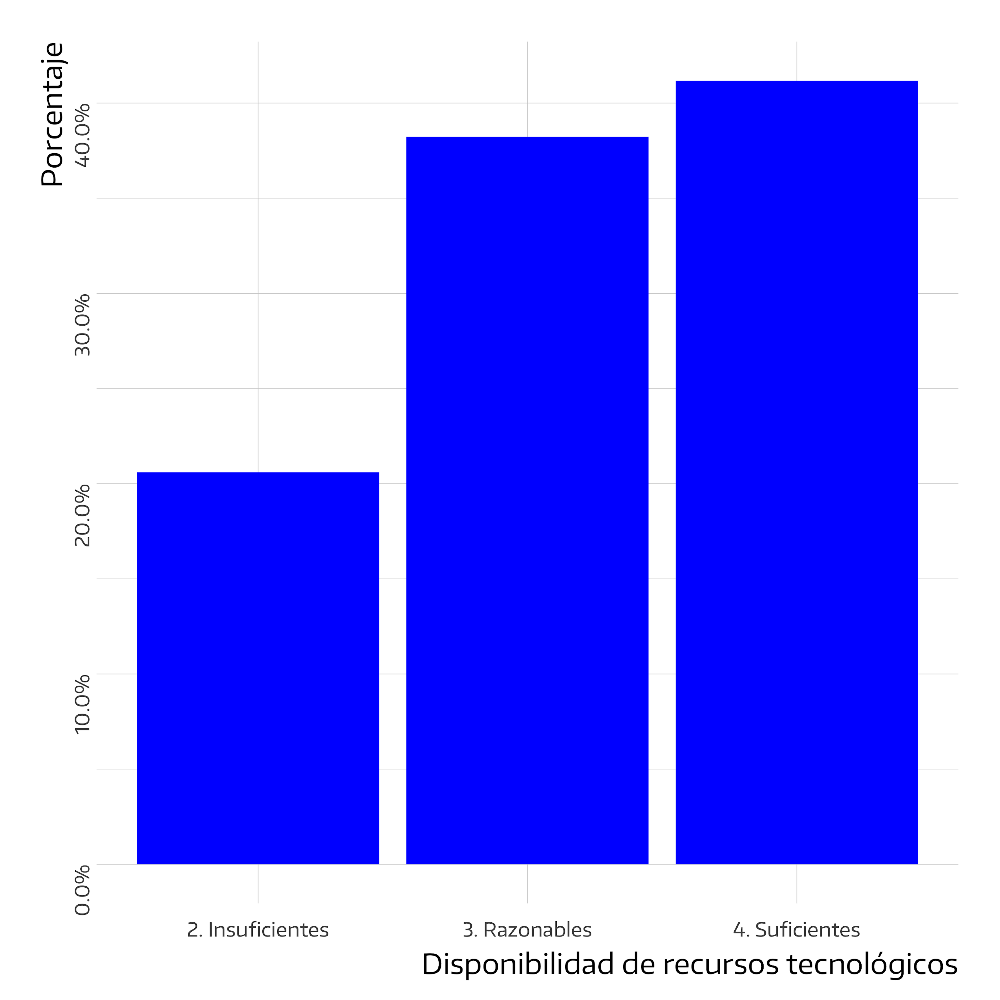 Porcentaje
40.0%
30.0%
20.0%
10.0%
0.0%
2. Insuficientes
3. Razonables
4. Suficientes
Disponibilidad de recursos tecnológicos